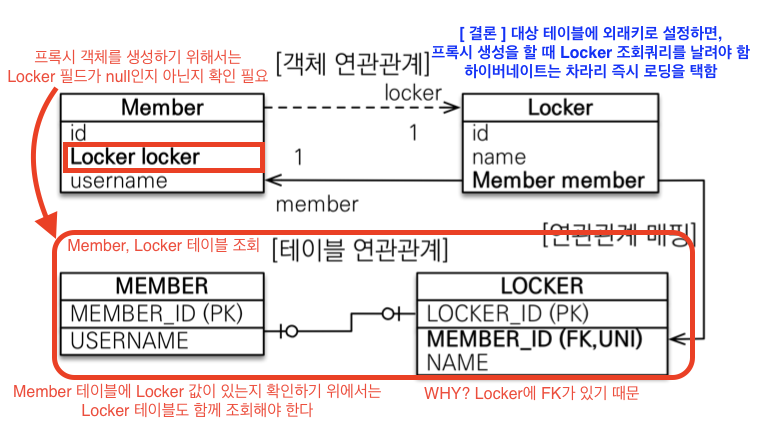 [ 결론 ] 대상 테이블에 외래키로 설정하면,
프록시 생성을 할 때 Locker 조회쿼리를 날려야 함
하이버네이트는 차라리 즉시 로딩을 택함
프록시 객체를 생성하기 위해서는
Locker 필드가 null인지 아닌지 확인 필요
[객체 연관관계]
Member
id
Locker locker
username
locker
1
1
member
Locker
id
name
Member member
[연관관계 매핑]
Member, Locker 테이블 조회
[테이블 연관관계]
MEMBER
MEMBER_ID (PK)
USERNAME
LOCKER
LOCKER_ID (PK)
MEMBER_ID (FK,UNI)
NAME
Member 테이블에 Locker 값이 있는지 확인하기 위에서는
Locker 테이블도 함께 조회해야 한다
WHY? Locker에 FK가 있기 때문